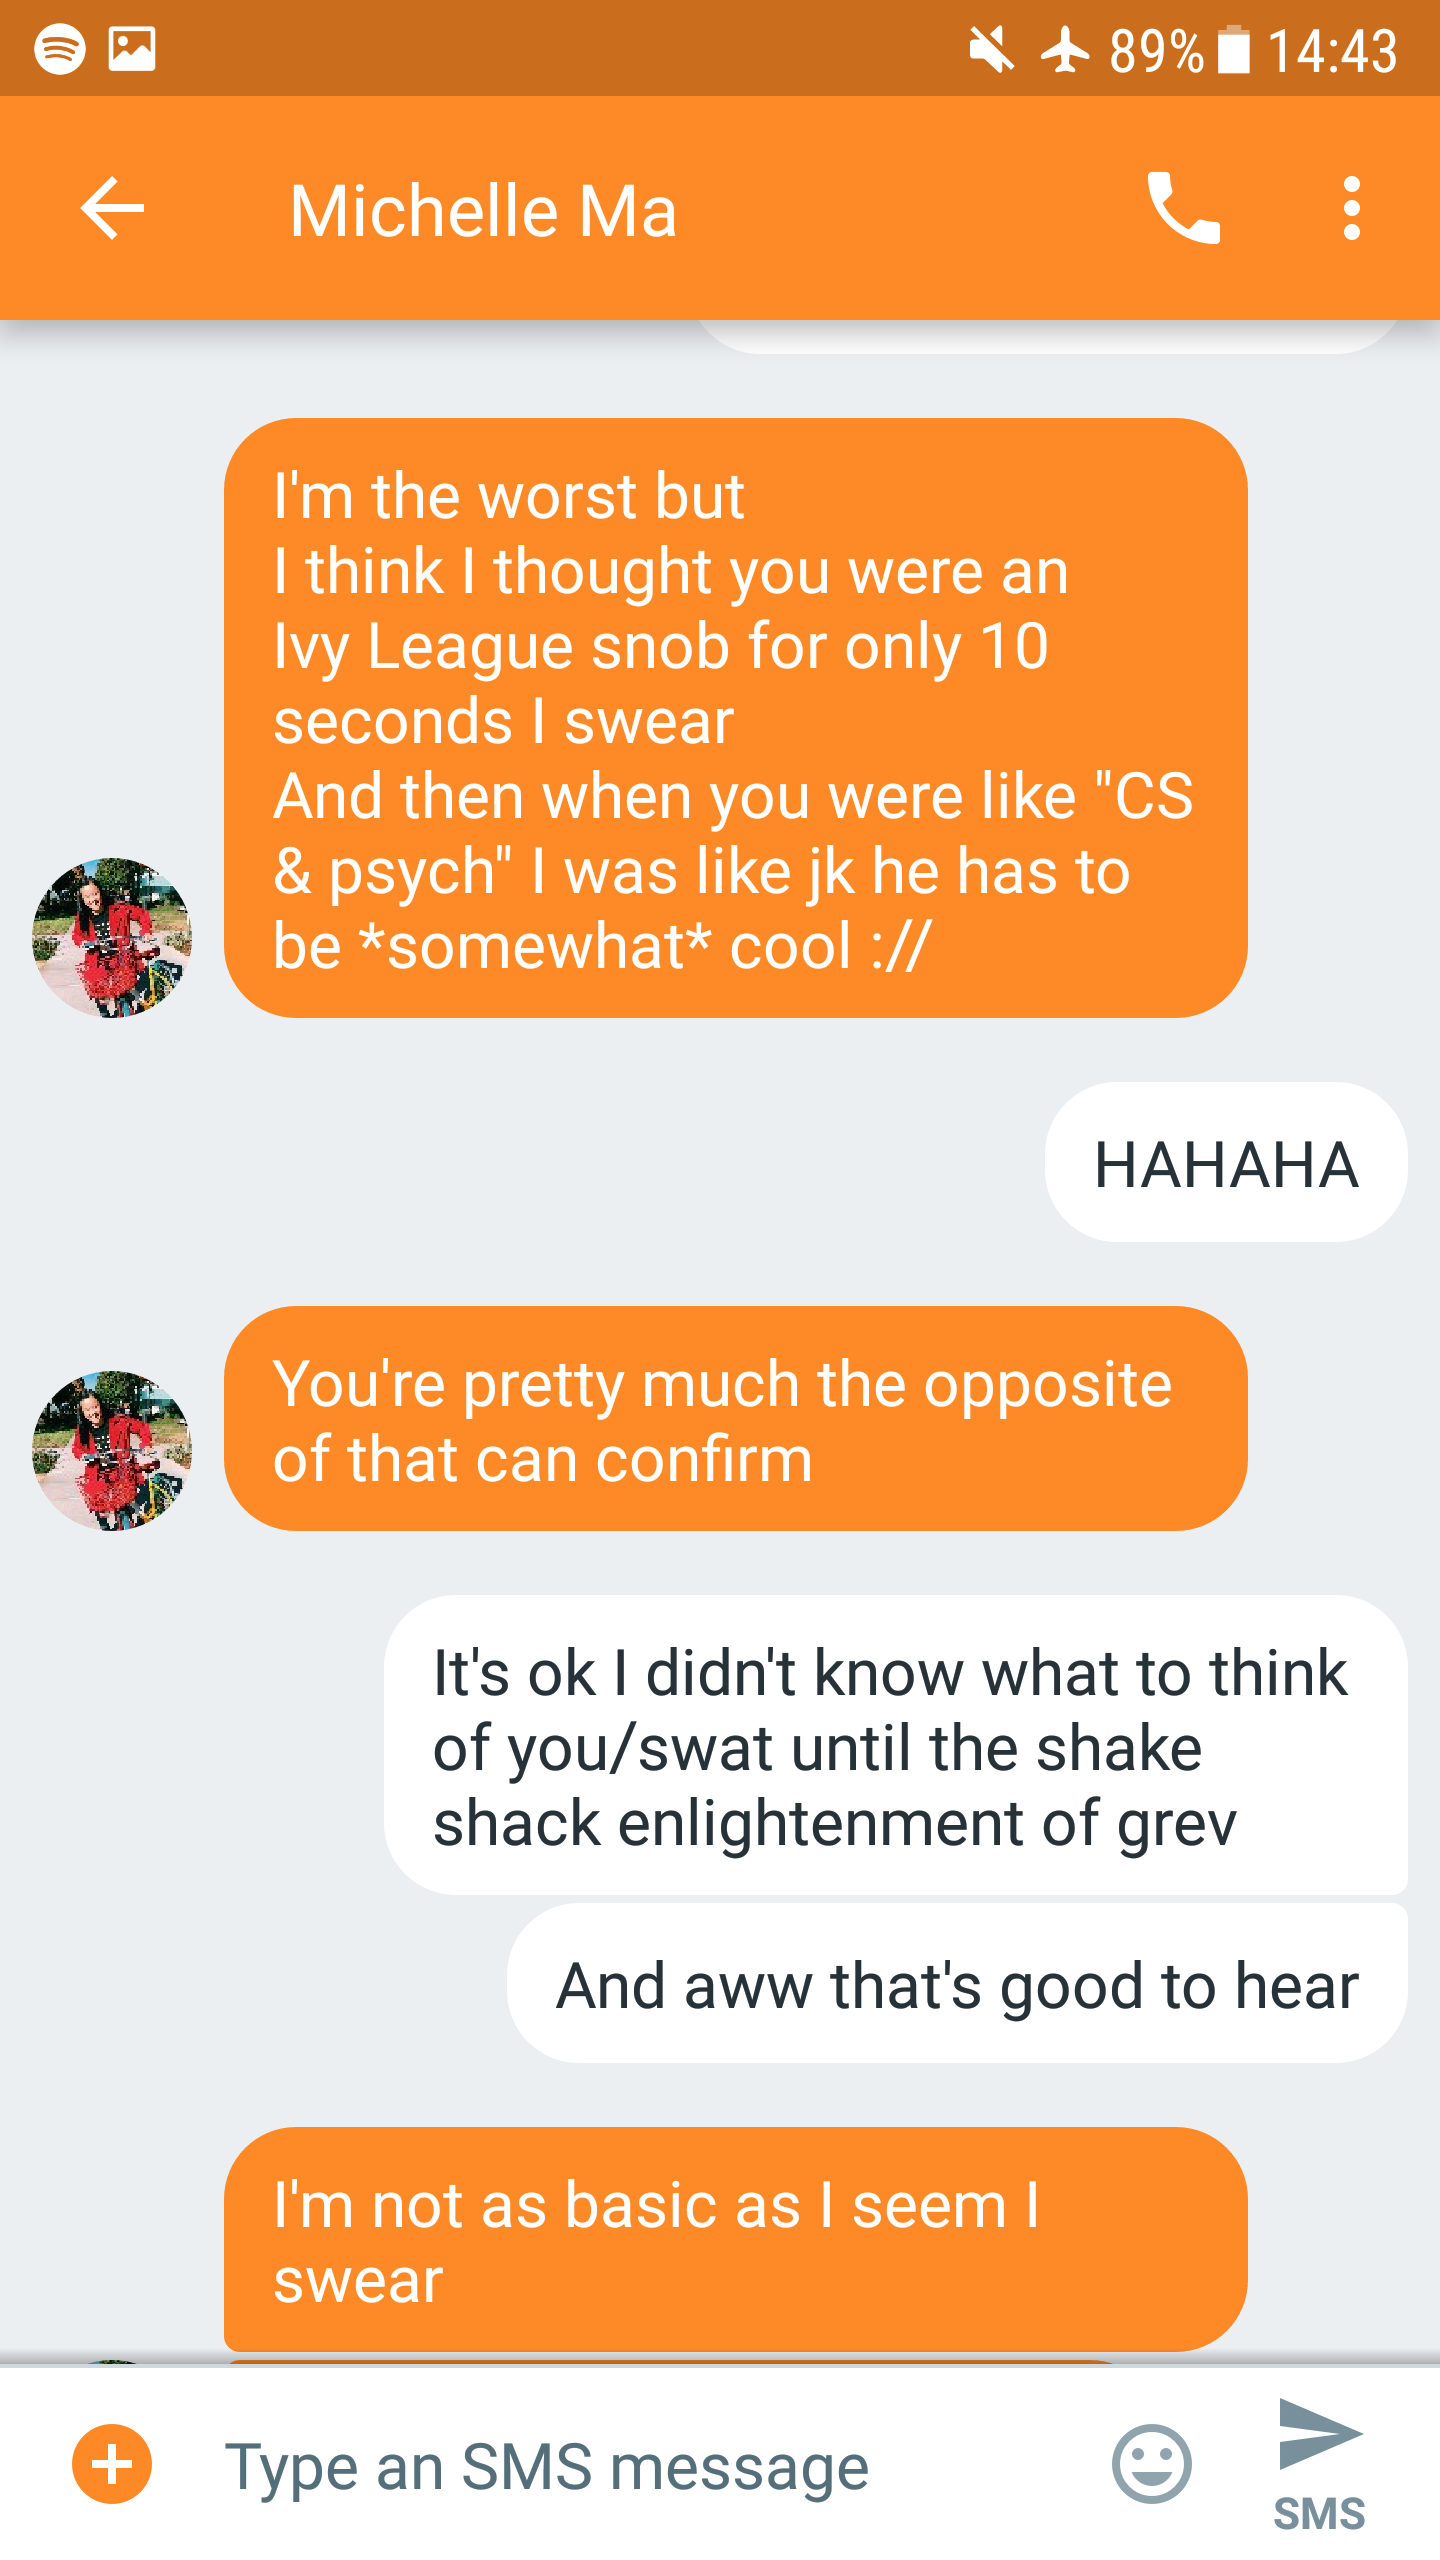 89% 14:43
Michelle Ma
I'm the worst but
I think I thought you were an
Ivy League snob for only 10
seconds I swear
And then when you were like "CS
& psych" I was like jk he has to
be *somewhat* cool ://
HAHAHA
You're pretty much the opposite
of that can confirm
It's ok I didn't know what to think
of you/swat until the shake
shack enlightenment of grev
And aww that's good to hear
I'm not as basic as I seem I
swear
Type an SMS message
SMS